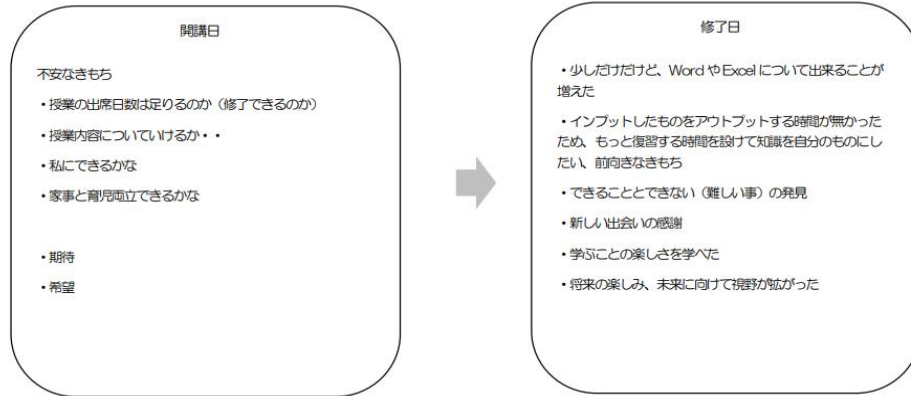 開講日
不安なきもち
・授業の出席日数は足りるのか（修了できるのか）
・授業内容についていけるか・・
・私にできるかな
・家事と育児両立できるかな
・期待
・希望
修了日
・少しだけだけど、Word や Excel について出来ることが
増えた
・インプットしたものをアウトプットする時間が無かった
ため、もっと復習する時間を設けて知識を自分のものにし
たい、前向きなきもち
・できることとできない（難しい事）の発見
・新しい出会いの感謝
・学ぶことの楽しさを学べた
・将来の楽しみ、未来に向けて視野が拡がった